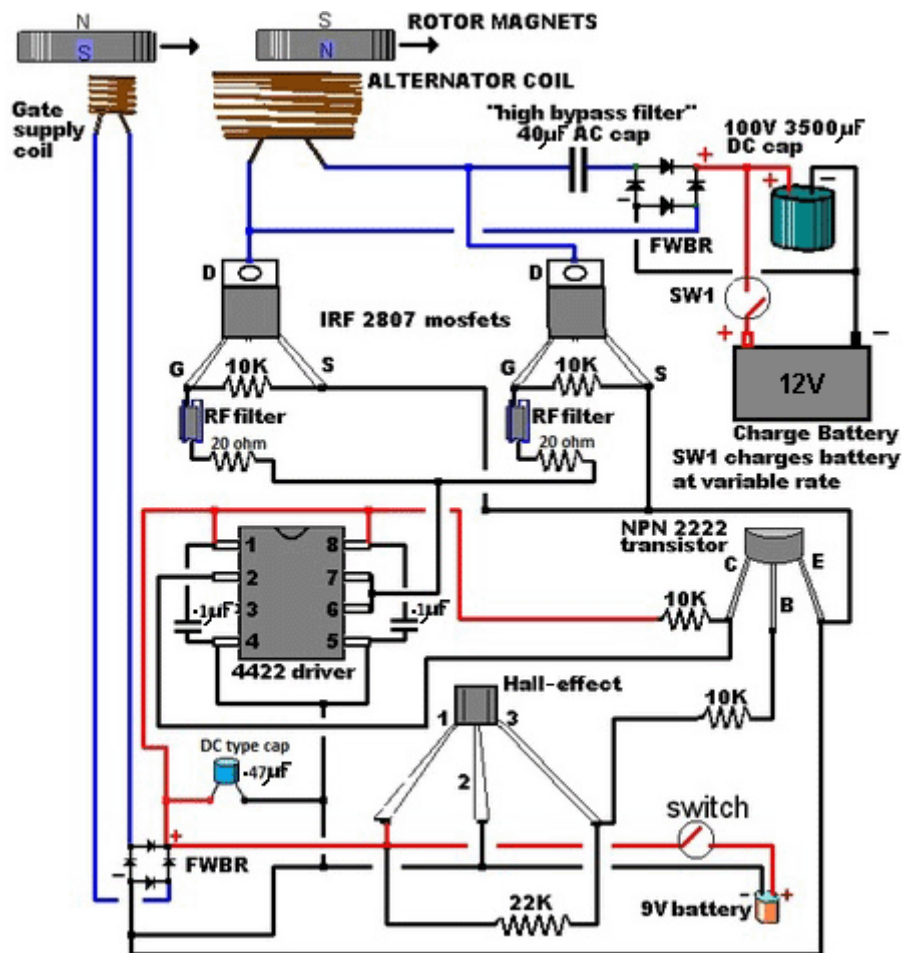 N
S
S
N
ROTOR MAGNETS
ALTERNATOR COIL
Gate
supply
coil
"high bypass filter"
40µF AC cap
100V 3500µF
DC cap
+
+
-
-
FWBR
D
D
SW1
IRF 2807 mosfets
+
-
G
10K
S
G
10K
S
12V
RF filter
RF filter
20 ohm
20 ohm
Charge Battery
SW1 charges battery
at variable rate
NPN 2222
transistor
1
8
C
E
2
7
B
·1µF
3
6
·1µF
10K
4
5
4422 driver
Hall-effect
1
3
10K
DC type cap
·47µF
2
switch
+
-
FWBR
22K
-
+
9V battery